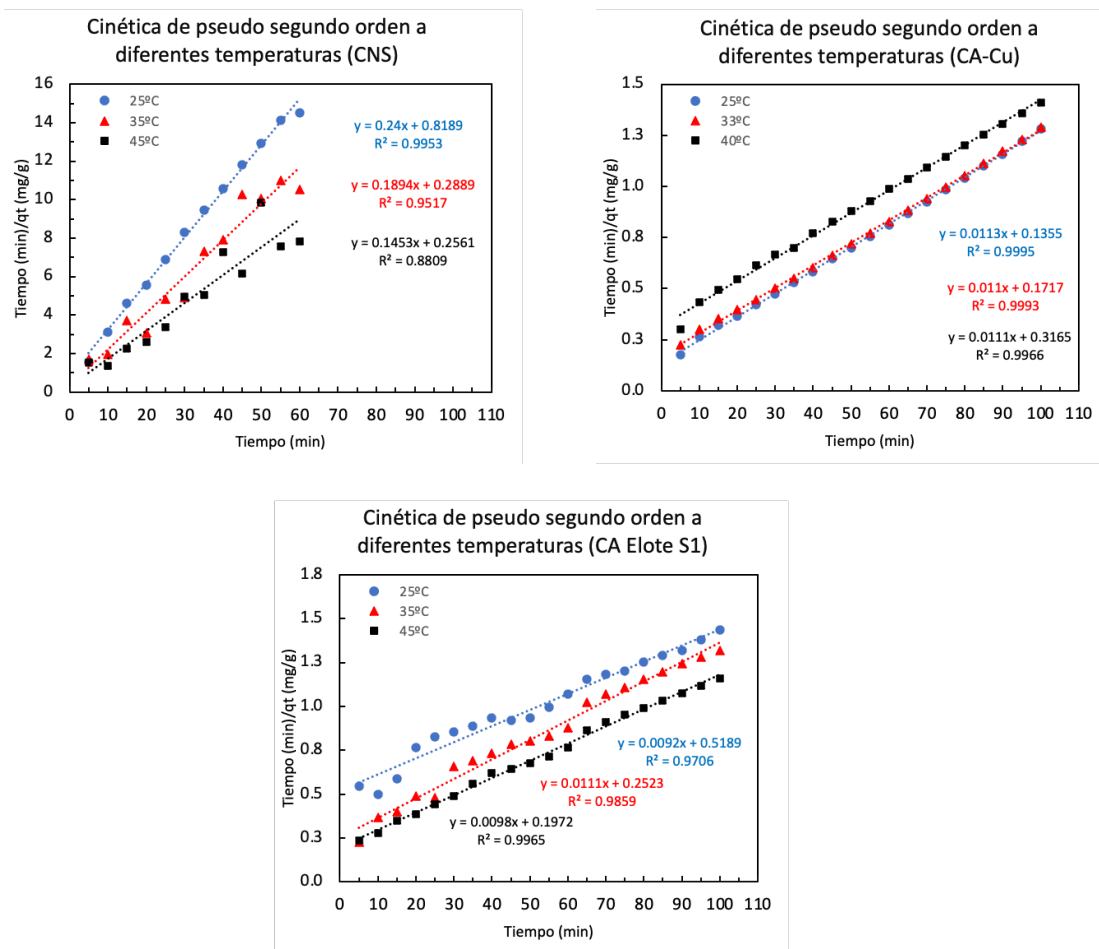 Cinética de pseudo segundo orden a
diferentes temperaturas (CNS)
16
14
12
10
8
6
4
2
0
Tiempo (min)/qt (mg/g)
25ºC
35ºC
45ºC
y = 0.24x + 0.8189
R² = 0.9953
y = 0.1894x + 0.2889
R² = 0.9517
y = 0.1453x + 0.2561
R² = 0.8809
0 10 20 30 40 50 60 70 80 90 100 110
Tiempo (min)
Cinética de pseudo segundo orden a
diferentes temperaturas (CA-Cu)
1.5
1.3
1.0
0.8
0.5
0.3
0.0
Tiempo (min)/qt (mg/g)
25ºC
33ºC
40ºC
y = 0.0113x + 0.1355
R² = 0.9995
y = 0.011x + 0.1717
R² = 0.9993
y = 0.0111x + 0.3165
R² = 0.9966
0 10 20 30 40 50 60 70 80 90 100 110
Tiempo (min)
Cinética de pseudo segundo orden a
diferentes temperaturas (CA Elote S1)
1.8
1.5
1.3
1.0
0.8
0.5
0.3
0.0
Tiempo (min)/qt (mg/g)
25ºC
35ºC
45ºC
y = 0.0092x + 0.5189
R² = 0.9706
y = 0.0111x + 0.2523
R² = 0.9859
y = 0.0098x + 0.1972
R² = 0.9965
0 10 20 30 40 50 60 70 80 90 100 110
Tiempo (min)